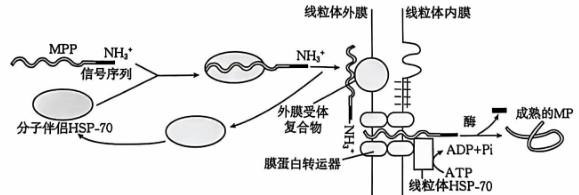 线粒体外膜 线粒体内膜
MPP NH₃⁺
信号序列
NH₃⁺
分子伴侣HSP-70
外膜受体
复合物
NH₃⁺
膜蛋白转运器
酶
成熟的MP
ADP+Pi
ATP
线粒体HSP-70